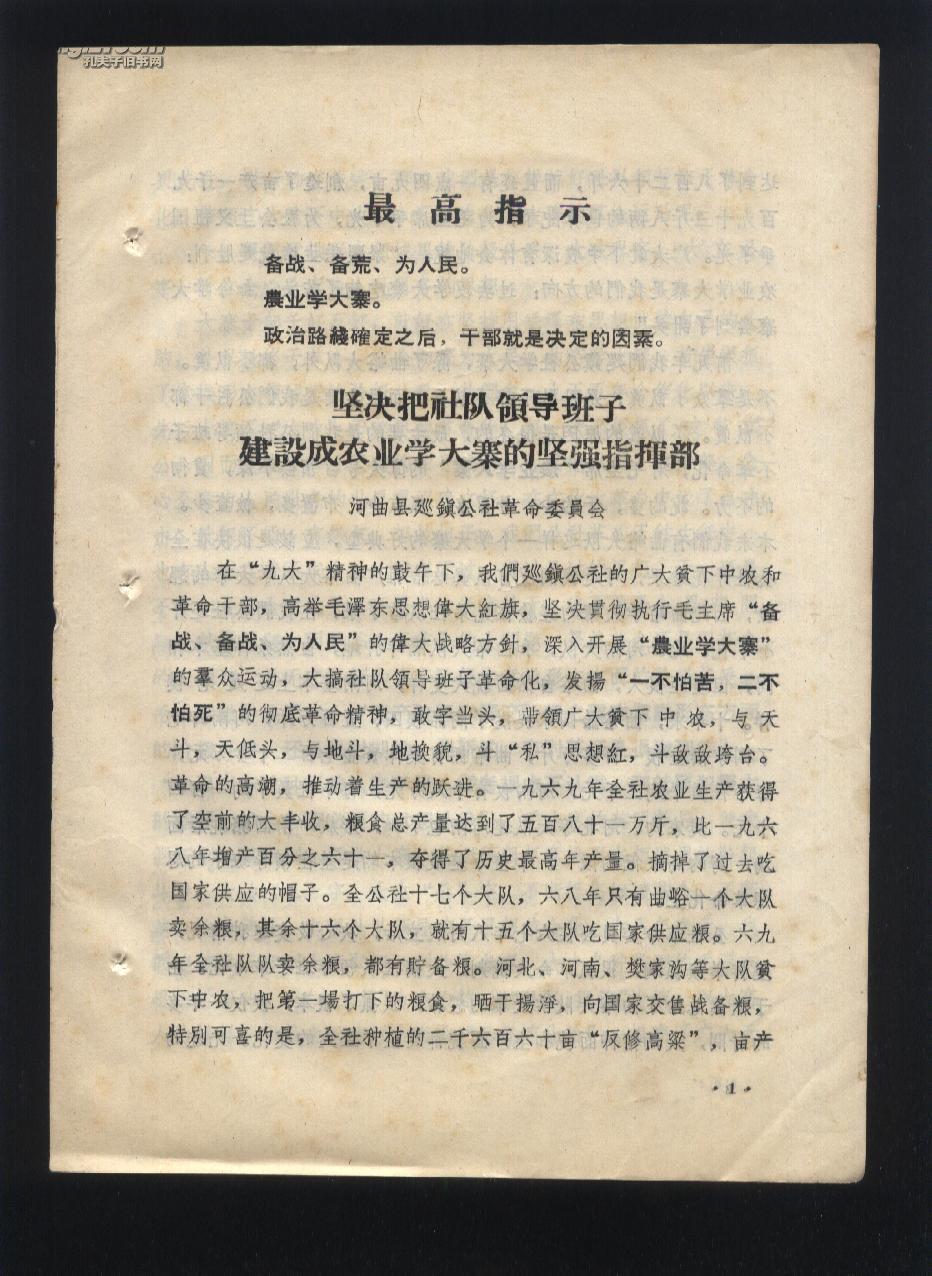 孔夫子旧书网
最高指示
备战、备荒、为人民。
農业学大寨。
政治路綫確定之后，干部就是决定的因素。
坚决把社队領导班子
建設成农业学大寨的坚强指揮部
河曲县廵鎮公社革命委員会
在“九大”精神的鼓午下，我們廵鎮公社的广大貧下中农和
革命干部，高举毛澤东思想偉大紅旗，坚决貫彻执行毛主席“备
战、备战、为人民”的偉大战略方針，深入开展“農业学大寨”
的羣众运动，大搞社队領导班子革命化，发揚“一不怕苦，二不
怕死”的彻底革命精神，敢字当头，带領广大貧下中农，与天
斗，天低头，与地斗，地换貌，斗“私”思想紅，斗敌敌垮台。
革命的高潮，推动着生产的跃进。一九六九年全社农业生产获得
了空前的大丰收，粮食总产量达到了五百八十一万斤，比一九六
八年增产百分之六十一，夺得了历史最高年产量。摘掉了过去吃
国家供应的帽子。全公社十七个大队，六八年只有曲峪一个大队
卖余粮，其余十六个大队，就有十五个大队吃国家供应粮。六九
年全社队队卖余粮，都有貯备粮。河北、河南、樊家沟等大队貧
下中农，把第一場打下的粮食，晒干揚淨，向国家交售战备粮，
特別可喜的是，全社种植的二千六百六十亩“反修高粱”，亩产
·1·